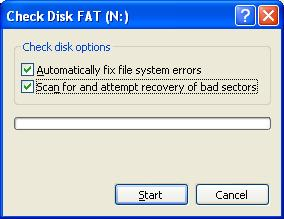 Check Disk FAT (N:)
Check disk options
Automatically fix file system errors
Scan for and attempt recovery of bad sectors
Start
Cancel